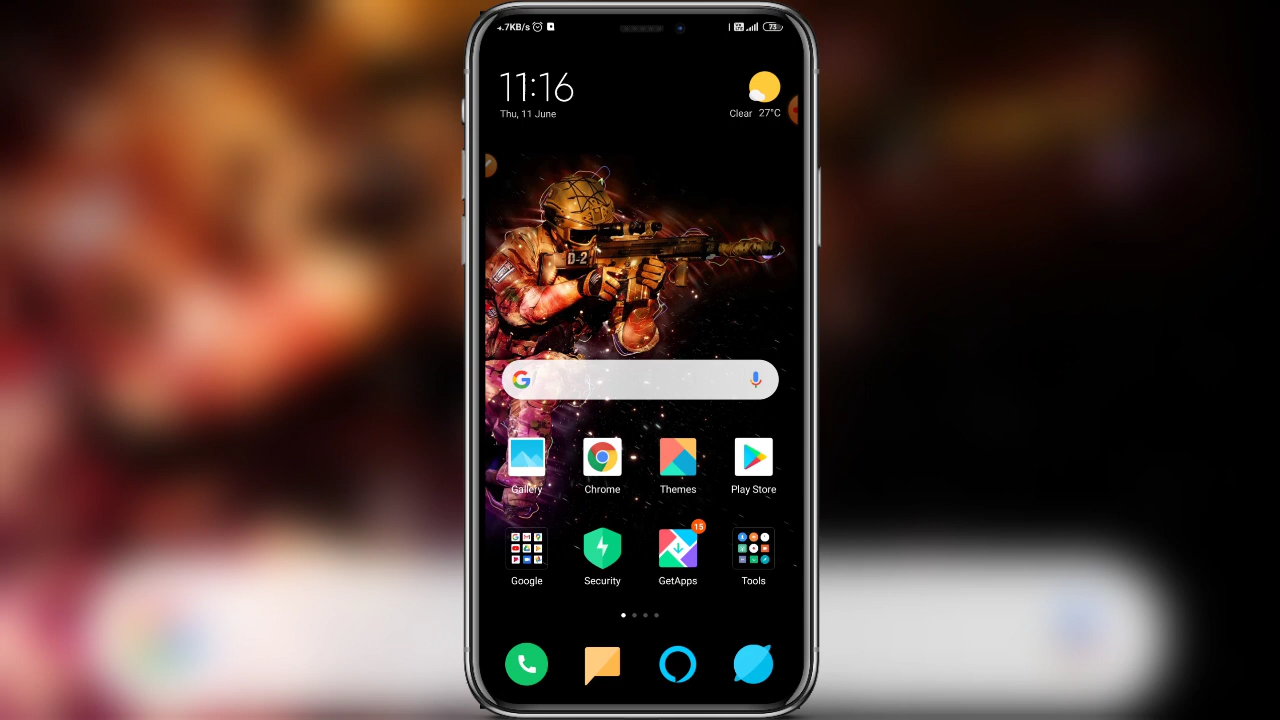 .7KB/s
73
11:16
Thu, 11 June
Clear 27°C
D-2
Gallery Chrome Themes Play Store
15
Google Security GetApps Tools